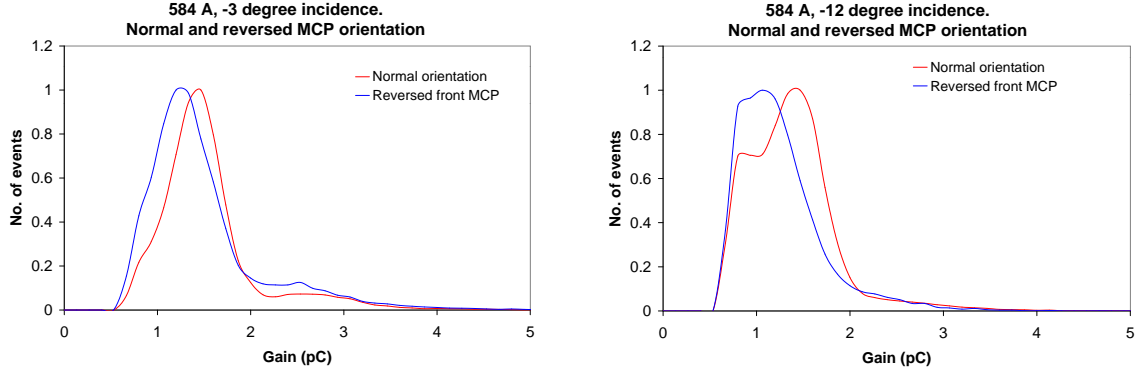 584 A, -3 degree incidence.
Normal and reversed MCP orientation
1.2
1
0.8
0.6
0.4
0.2
0
No. of events
Normal orientation
Reversed front MCP
0 1 2 3 4 5
Gain (pC)
584 A, -12 degree incidence.
Normal and reversed MCP orientation
1.2
1
0.8
0.6
0.4
0.2
0
No. of events
Normal orientation
Reversed front MCP
0 1 2 3 4 5
Gain (pC)